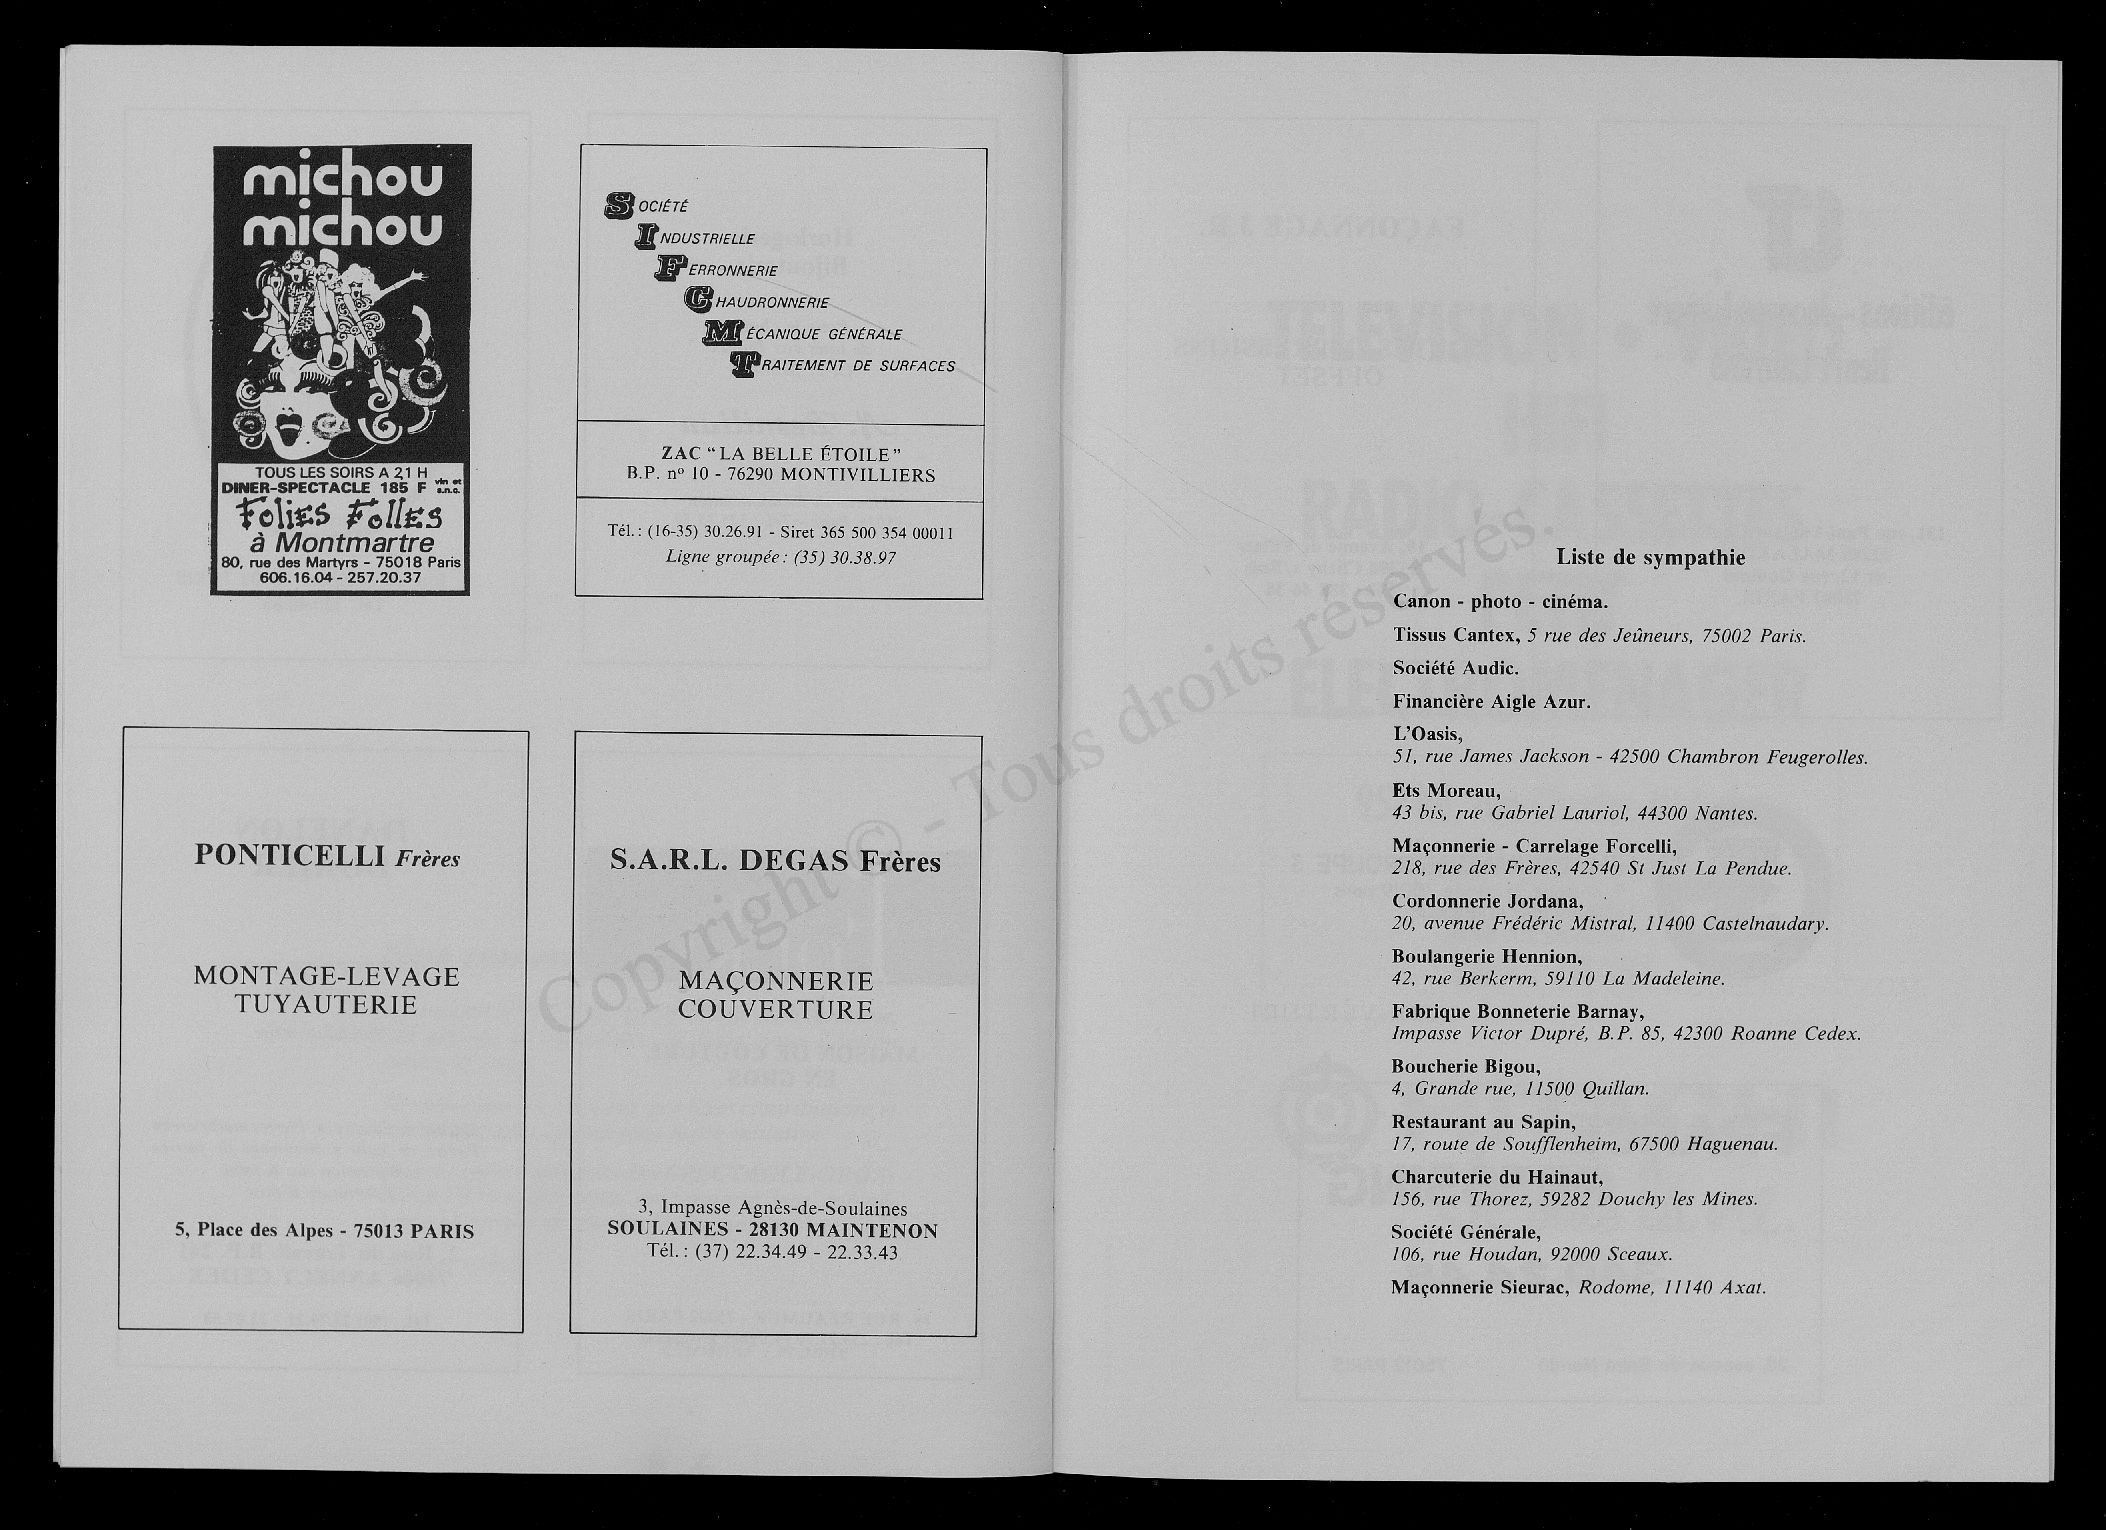 michou
michou
TOUS LES SOIRS A 21 H
DINER-SPECTACLE 185 F vin et s.n.c.
Folies Folles
à Montmartre
80, rue des Martyrs - 75018 Paris
606.16.04 - 257.20.37
SOCIÉTÉ
INDUSTRIELLE
FERRONNERIE
CHAUDRONNERIE
MÉCANIQUE GÉNÉRALE
TRAITEMENT DE SURFACES
ZAC "LA BELLE ÉTOILE"
B.P. nº 10 - 76290 MONTIVILLIERS
Tél. : (16-35) 30.26.91 - Siret 365 500 354 00011
Ligne groupée : (35) 30.38.97
PONTICELLI Frères
MONTAGE-LEVAGE
TUYAUTERIE
5, Place des Alpes - 75013 PARIS
S.A.R.L. DEGAS Frères
MAÇONNERIE
COUVERTURE
3, Impasse Agnès-de-Soulaines
SOULAINES - 28130 MAINTENON
Tél. : (37) 22.34.49 - 22.33.43
Liste de sympathie
Canon - photo - cinéma.
Tissus Cantex, 5 rue des Jeûneurs, 75002 Paris.
Société Audic.
Financière Aigle Azur.
L'Oasis,
51, rue James Jackson - 42500 Chambron Feugerolles.
Ets Moreau,
43 bis, rue Gabriel Lauriol, 44300 Nantes.
Maçonnerie - Carrelage Forcelli,
218, rue des Frères, 42540 St Just La Pendue.
Cordonnerie Jordana,
20, avenue Frédéric Mistral, 11400 Castelnaudary.
Boulangerie Hennion,
42, rue Berkerm, 59110 La Madeleine.
Fabrique Bonneterie Barnay,
Impasse Victor Dupré, B.P. 85, 42300 Roanne Cedex.
Boucherie Bigou,
4, Grande rue, 11500 Quillan.
Restaurant au Sapin,
17, route de Soufflenheim, 67500 Haguenau.
Charcuterie du Hainaut,
156, rue Thorez, 59282 Douchy les Mines.
Société Générale,
106, rue Houdan, 92000 Sceaux.
Maçonnerie Sieurac, Rodome, 11140 Axat.
Copyright © - Tous droits réservés.